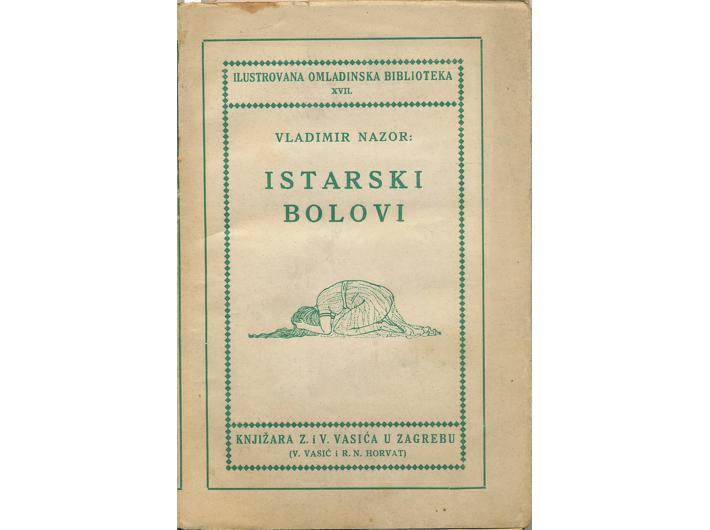 ILUSTROVANA OMLADINSKA BIBLIOTEKA
XVII.
VLADIMIR NAZOR:
ISTARSKI
BOLOVI
KNJIŽARA Z. i V. VASIĆA U ZAGREBU
(V. VASIĆ i R. N. HORVAT)